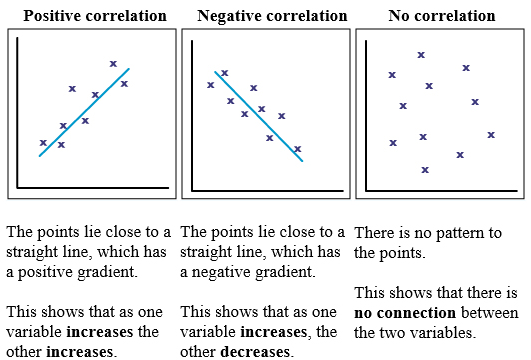 Positive correlation
Negative correlation
No correlation
The points lie close to a
straight line, which has
a positive gradient.
This shows that as one
variable increases the
other increases.
The points lie close to a
straight line, which has
a negative gradient.
This shows that as one
variable increases, the
other decreases.
There is no pattern to
the points.
This shows that there is
no connection between
the two variables.